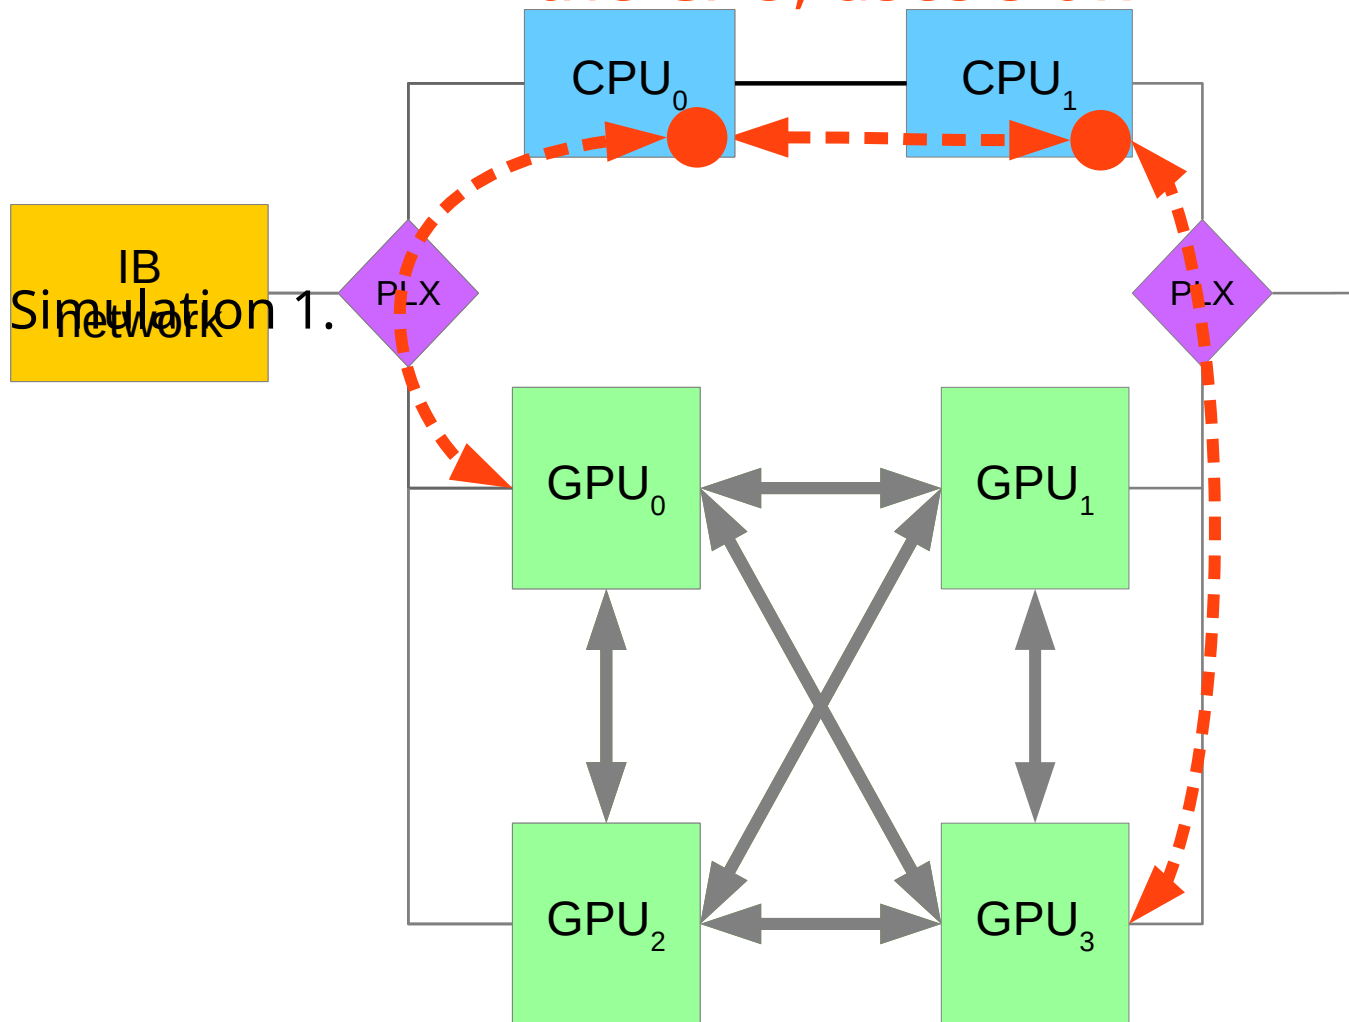 CPU0
CPU1
IB
network
Simulation 1.
PLX
PLX
GPU0
GPU1
GPU2
GPU3